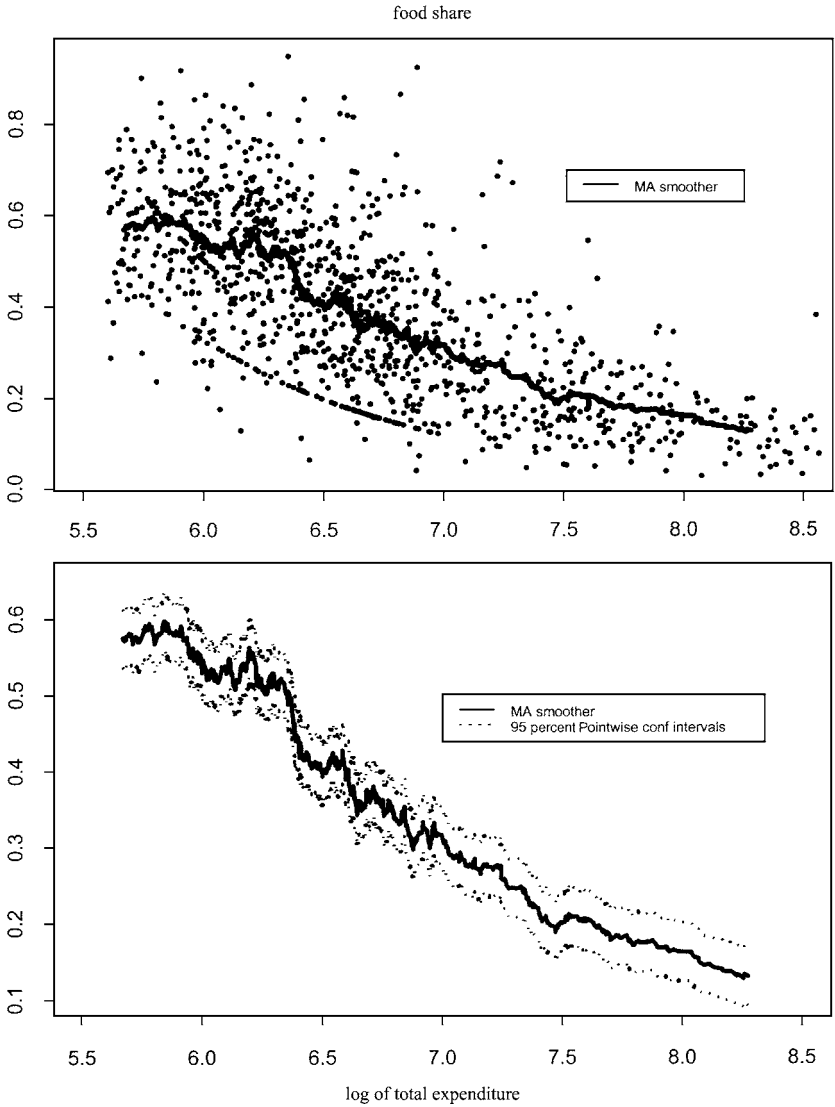 food share
0.8
0.6
0.4
0.2
0.0
MA smoother
5.5 6.0 6.5 7.0 7.5 8.0 8.5
0.6
0.5
0.4
0.3
0.2
0.1
MA smoother
95 percent Pointwise conf intervals
5.5 6.0 6.5 7.0 7.5 8.0 8.5
log of total expenditure